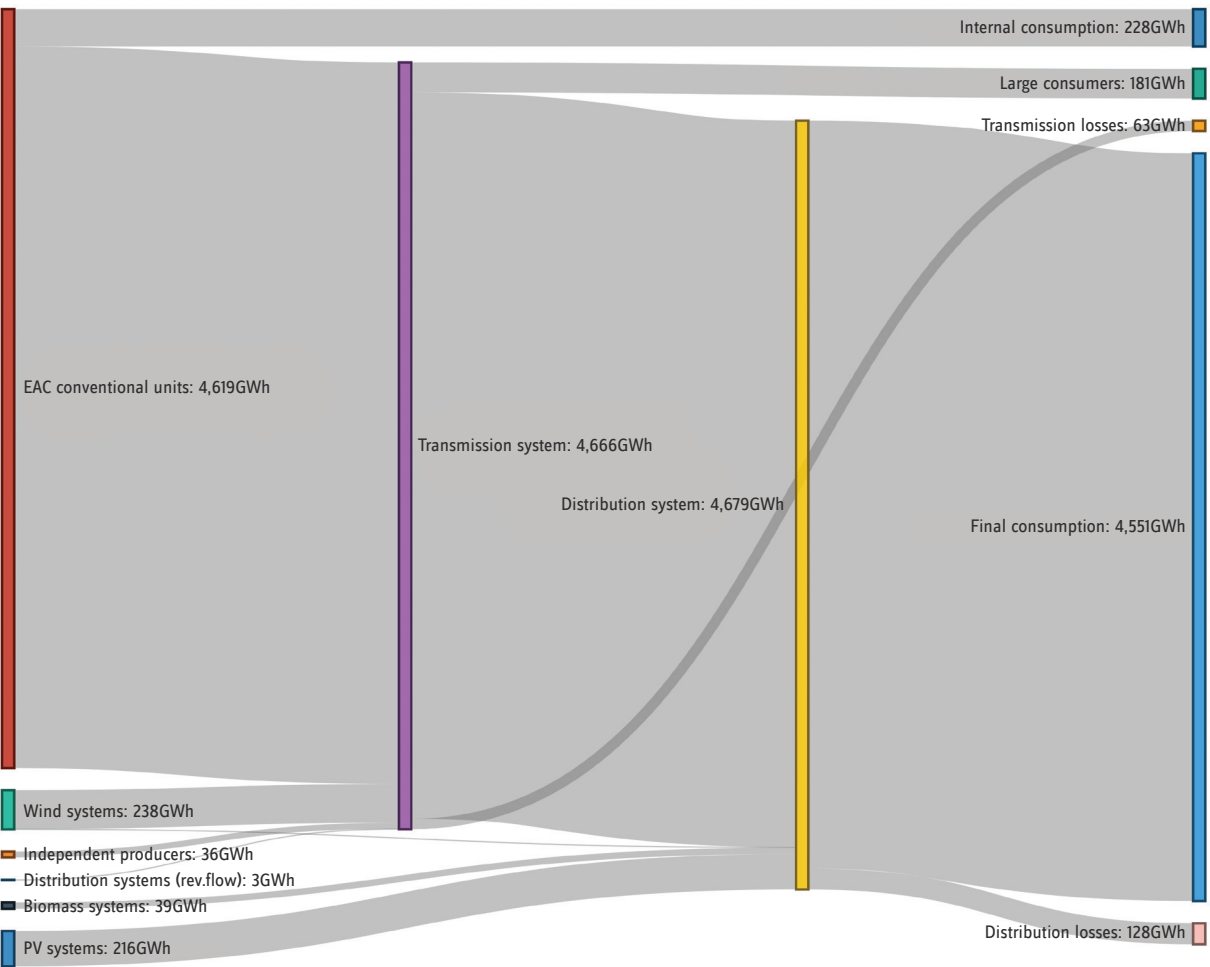 Internal consumption: 228GWh
Large consumers: 181GWh
Transmission losses: 63GWh
EAC conventional units: 4,619GWh
Transmission system: 4,666GWh
Distribution system: 4,679GWh
Final consumption: 4,551GWh
Wind systems: 238GWh
Independent producers: 36GWh
Distribution systems (rev.flow): 3GWh
Biomass systems: 39GWh
Distribution losses: 128GWh
PV systems: 216GWh